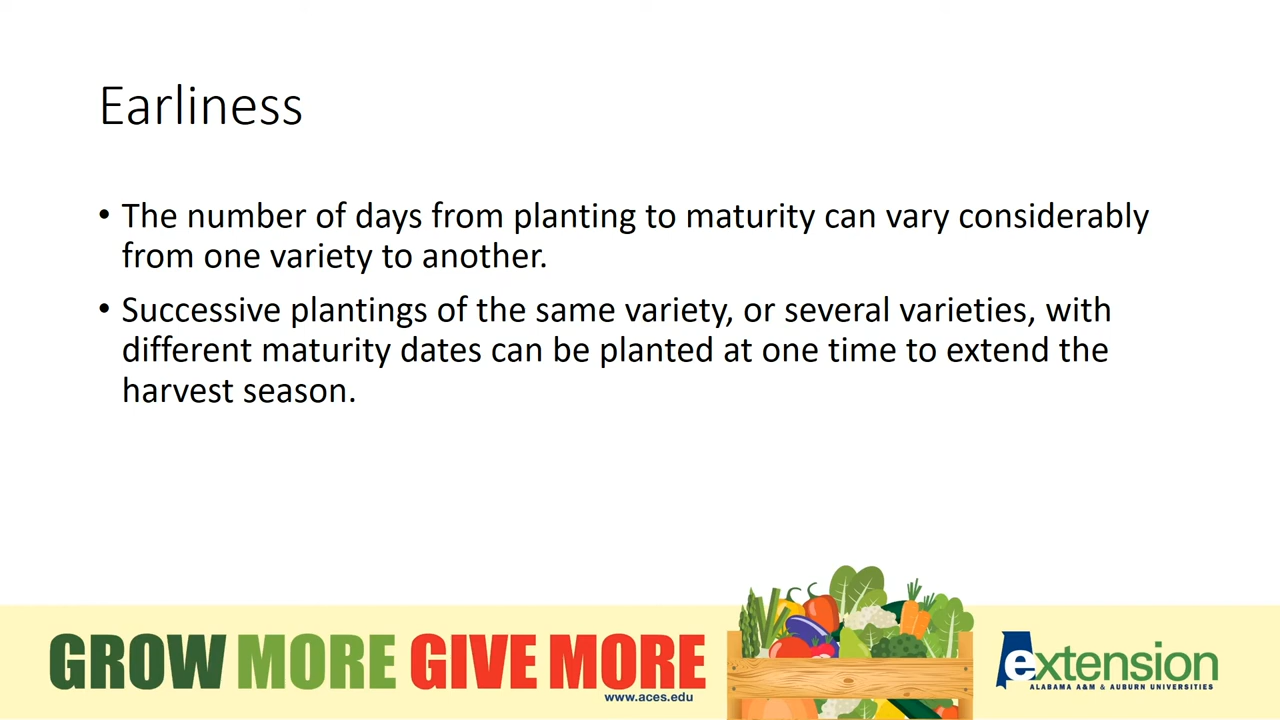 Earliness
• The number of days from planting to maturity can vary considerably
from one variety to another.
• Successive plantings of the same variety, or several varieties, with
different maturity dates can be planted at one time to extend the
harvest season.
GROW MORE GIVE MORE
www.aces.edu
extension
ALABAMA A&M & AUBURN UNIVERSITIES